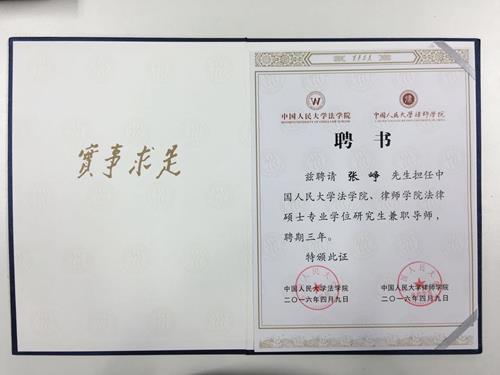 實事求是
中国人民大学法学院
中国人民大学律师学院
聘 书
兹聘请 张 峥 先生担任中
国人民大学法学院、律师学院法律
硕士专业学位研究生兼职导师，
聘期三年。
特颁此证
中国人民大学法学院
二〇一六年四月九日
中国人民大学律师学院
二〇一六年四月九日